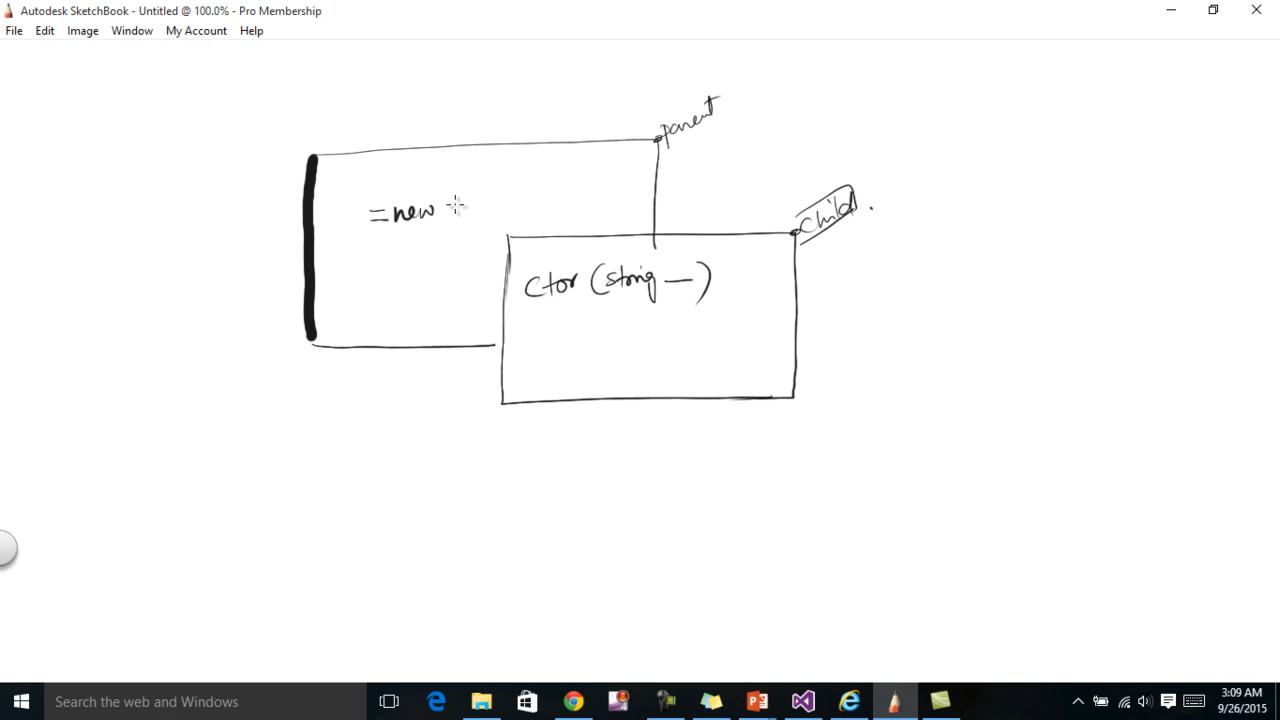 Autodesk SketchBook - Untitled @ 100.0% - Pro Membership
File Edit Image Window My Account Help
parent
child.
=new
Ctor (string —)
Search the web and Windows
3:09 AM
9/26/2015